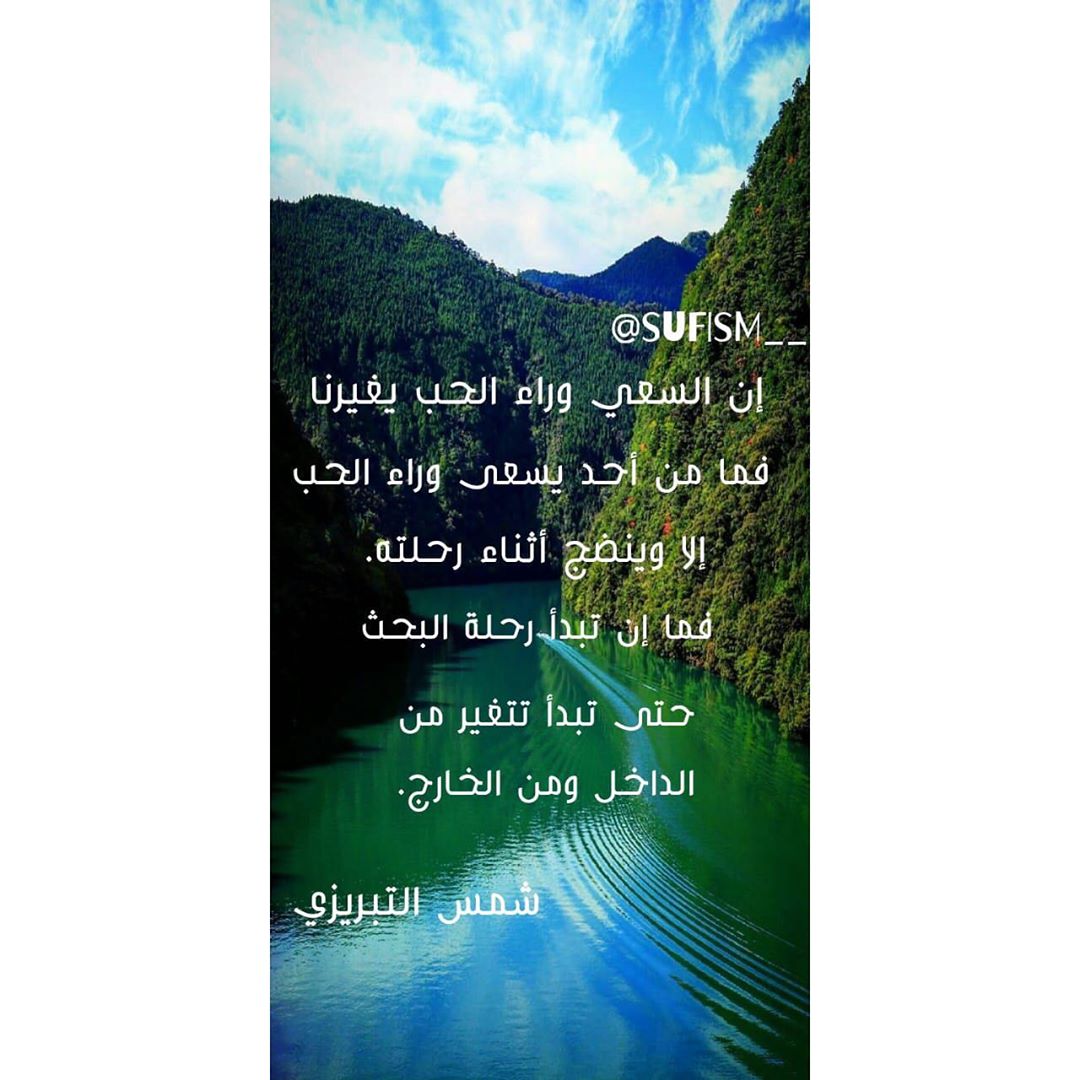 @SUFISM__
إن السعي وراء الحب يغيرنا
فما من أحد يسعى وراء الحب
إلا وينضج أثناء رحلته.
فما إن تبدأ رحلة البحث
حتى تبدأ تتغير من
الداخل ومن الخارج.
شمس التبريزي